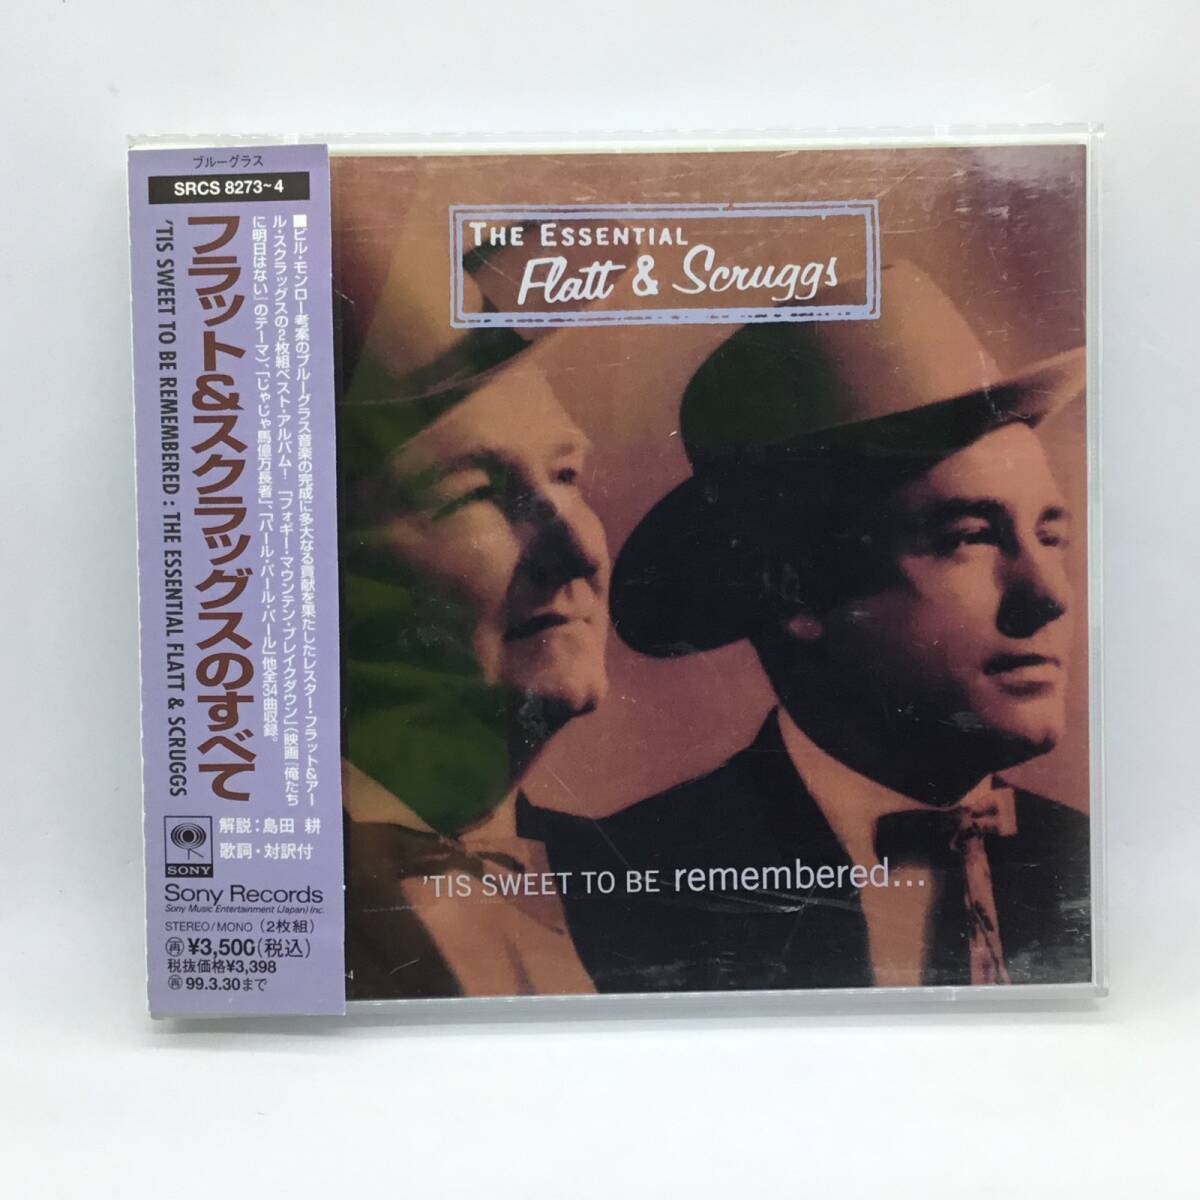 ブルーグラス
SRCS 8273~4
フラット&スクラッグスのすべて
'TIS SWEET TO BE REMEMBERED : THE ESSENTIAL FLATT & SCRUGGS
■ビル・モンロー考案のブルーグラス音楽の完成に多大なる貢献を果たしたレスター・フラット&アー
ル・スクラッグスの2枚組ベスト・アルバム! 「フォギー・マウンテン・ブレイクダウン」(映画『俺たち
に明日はない』のテーマ)、「じゃじゃ馬億万長者」、「パール・パール・パール」他全34曲収録。
解説:島田 耕
歌詞・対訳付
SONY
Sony Records
Sony Music Entertainment (Japan) Inc.
STEREO/MONO (2枚組)
再¥3,500(税込)
税抜価格¥3,398
再99.3.30まで
THE ESSENTIAL
Flatt & Scruggs
'TIS SWEET TO BE remembered...
4